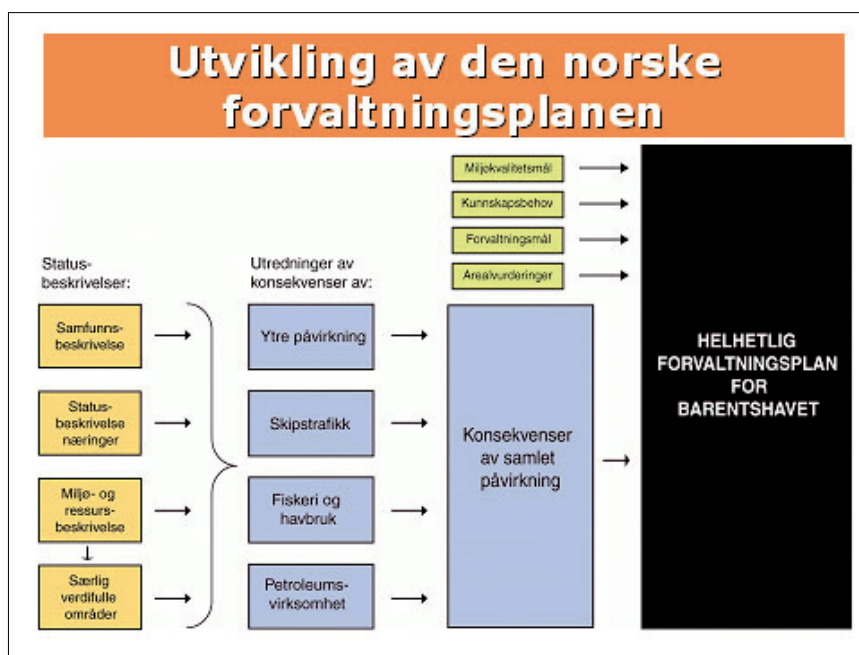 Utvikling av den norske
forvaltningsplanen
Miljøkvalitetsmål
Kunnskapsbehov
Forvaltningsmål
Arealvurderinger
Status-
beskrivelser:
Samfunns-
beskrivelse
Status-
beskrivelse
næringer
Miljø- og
ressurs-
beskrivelse
Særlig
verdifulle
områder
Utredninger av
konsekvenser av:
Ytre påvirkning
Skipstrafikk
Fiskeri og
havbruk
Petroleums-
virksomhet
Konsekvenser
av samlet
påvirkning
HELHETLIG
FORVALTNINGSPLAN
FOR
BARENTSHAVET